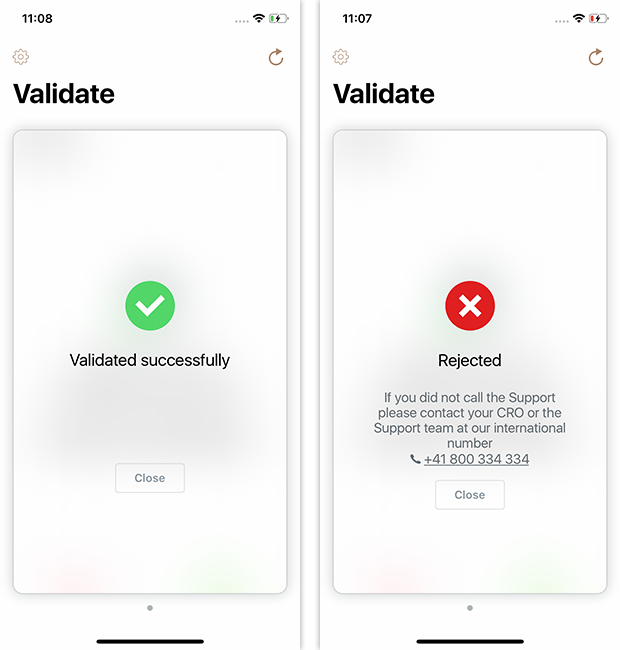 11:08
Validate
Validated successfully
Close
11:07
Validate
Rejected
If you did not call the Support
please contact your CRO or the
Support team at our international
number
+41 800 334 334
Close